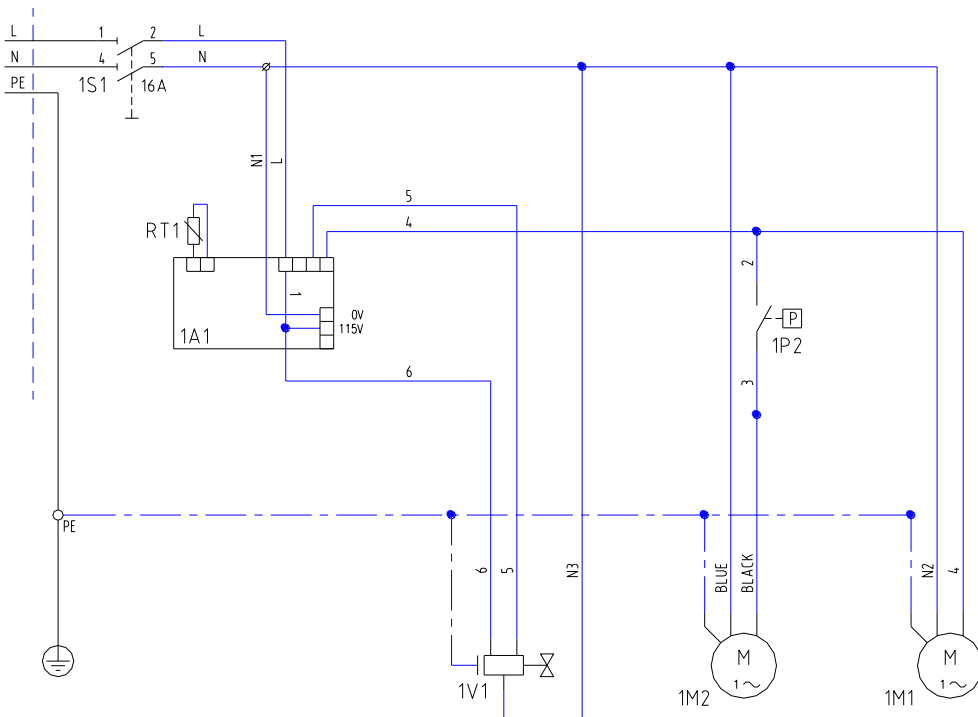 L 1 2 L
N 4 5 N
PE 1S1 16A
N1
L
5
4
RT1
2
1
0V
115V
1A1
P
1P2
6
3
PE
6
5
N3
BLUE
BLACK
N2
4
M
1~
M
1~
1V1
1M2
1M1